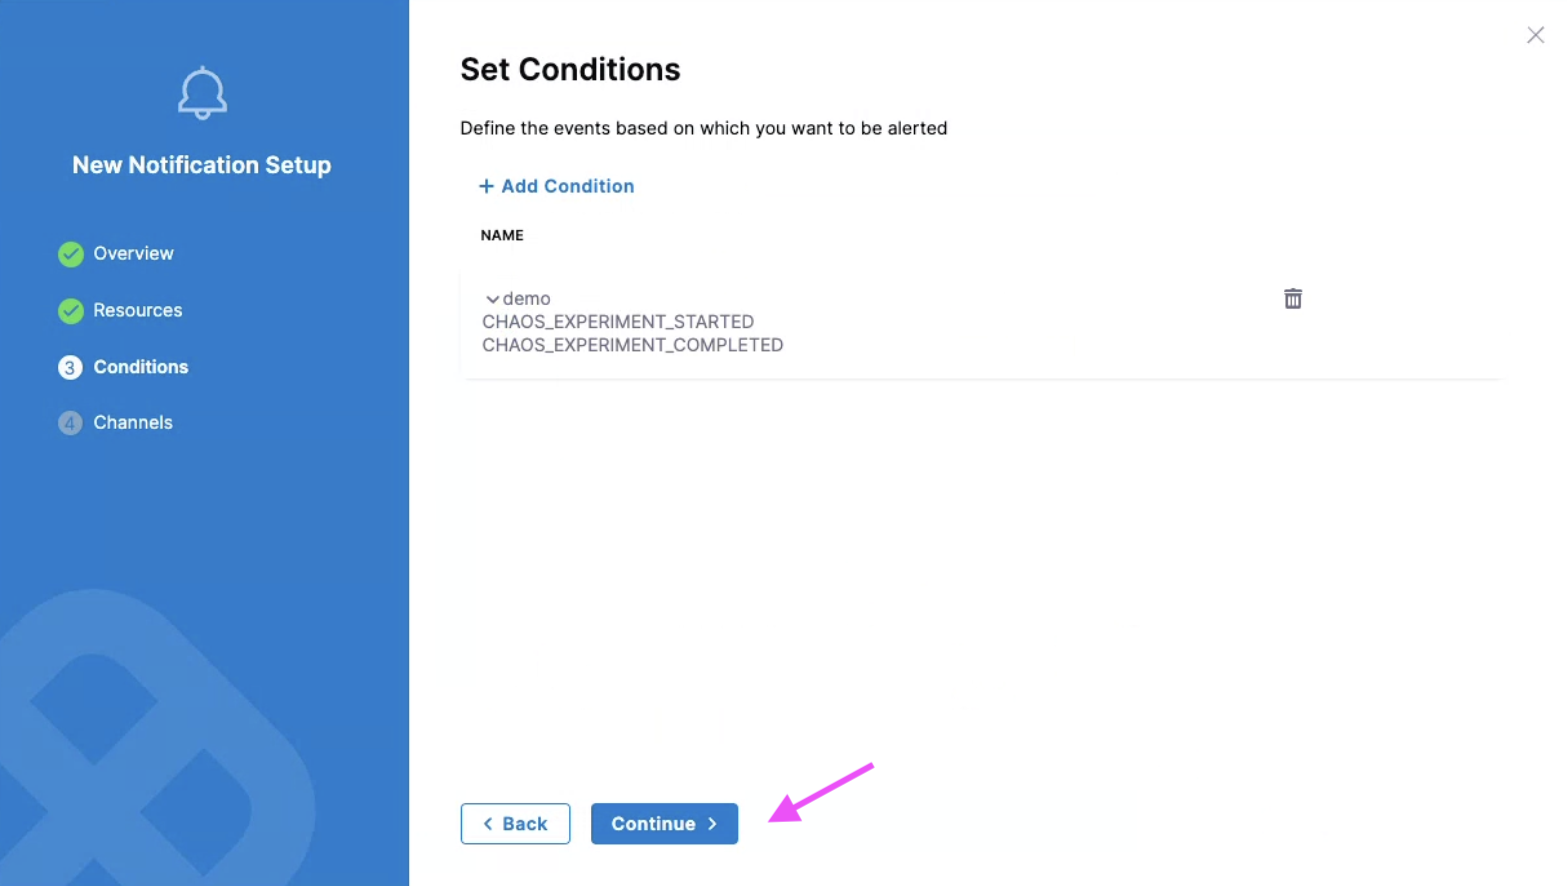 New Notification Setup
Overview
Resources
3 Conditions
4 Channels
Set Conditions
Define the events based on which you want to be alerted
+ Add Condition
NAME
demo
CHAOS_EXPERIMENT_STARTED
CHAOS_EXPERIMENT_COMPLETED
Back
Continue